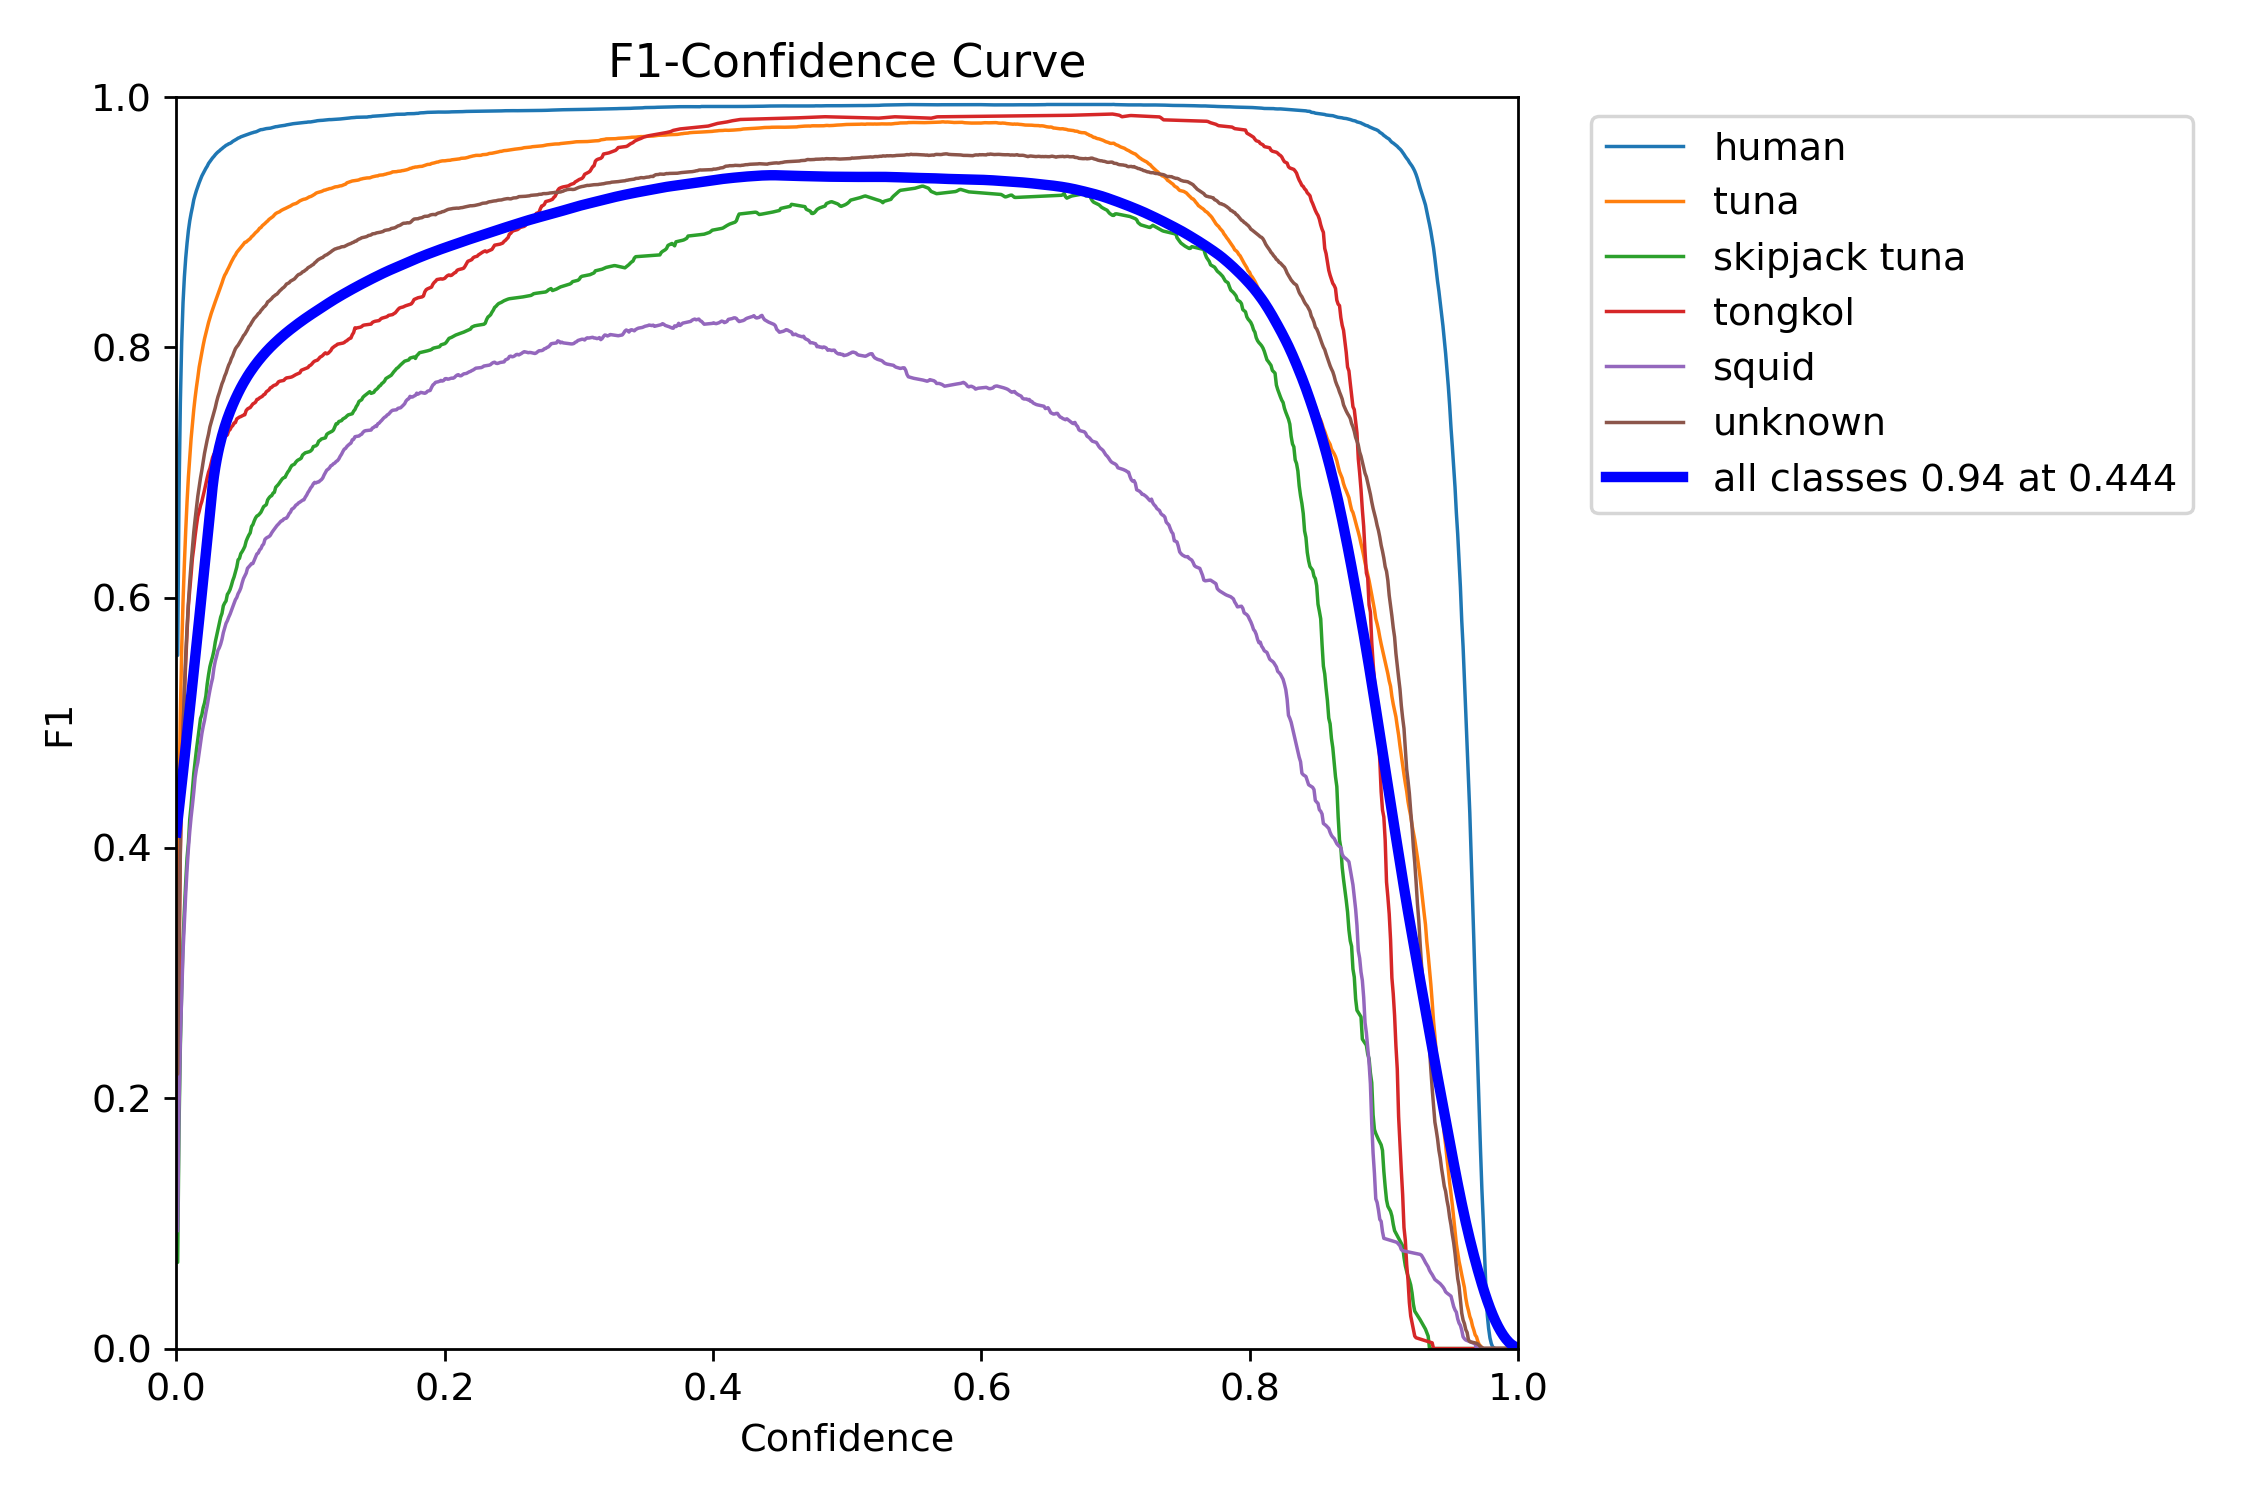 F1-Confidence Curve
1.0
0.8
0.6
0.4
0.2
0.0
F1
0.0 0.2 0.4 0.6 0.8 1.0
Confidence
human
tuna
skipjack tuna
tongkol
squid
unknown
all classes 0.94 at 0.444